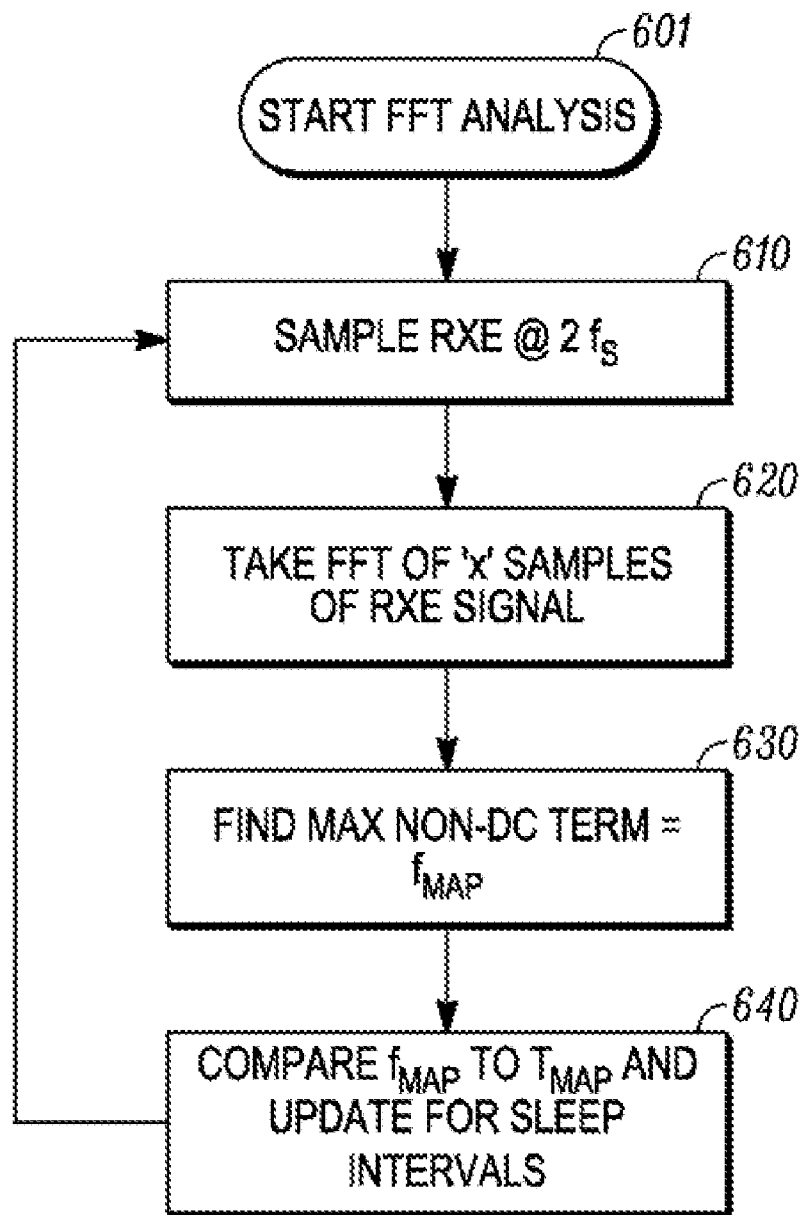 601
START FFT ANALYSIS
610
SAMPLE RXE @ 2 fS
620
TAKE FFT OF 'x' SAMPLES
OF RXE SIGNAL
630
FIND MAX NON-DC TERM =
fMAP
640
COMPARE fMAP TO TMAP AND
UPDATE FOR SLEEP
INTERVALS